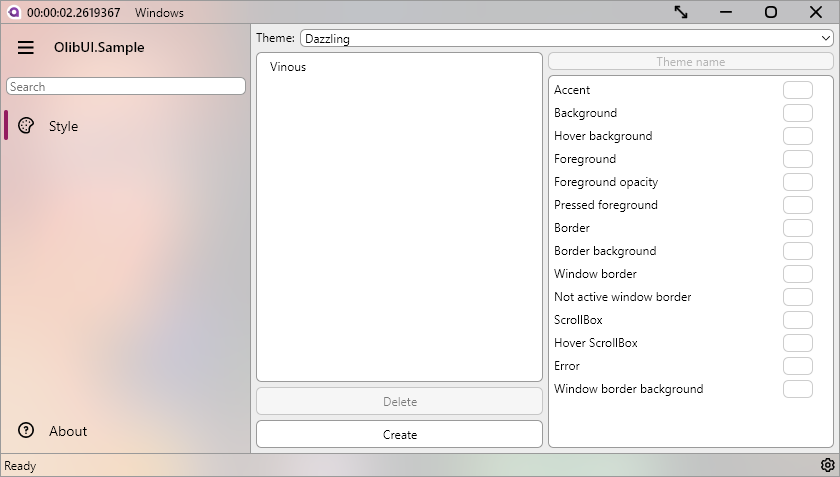 00:00:02.2619367 Windows
OlibUI.Sample
Search
Style
About
Theme: Dazzling
Vinous
Delete
Create
Theme name
Accent
Background
Hover background
Foreground
Foreground opacity
Pressed foreground
Border
Border background
Window border
Not active window border
ScrollBox
Hover ScrollBox
Error
Window border background
Ready